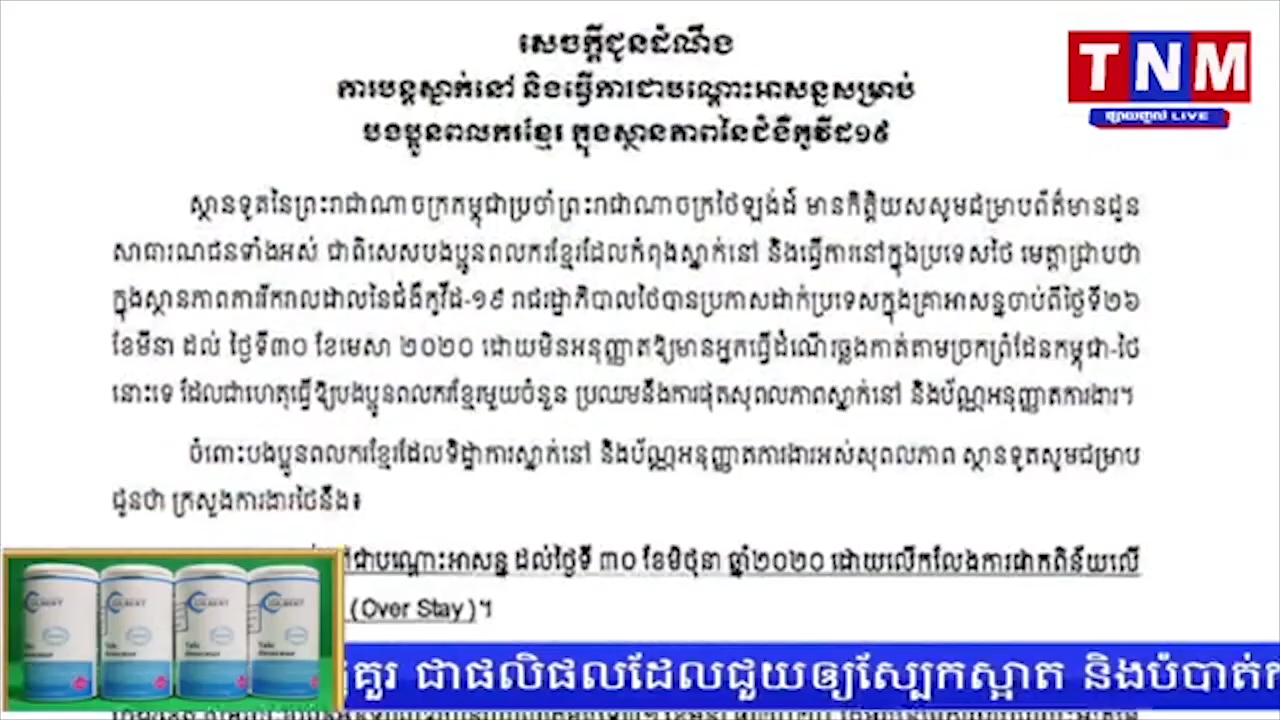 សេចក្តីជូនដំណឹង
ការបន្តស្នាក់នៅ និងធ្វើការជាបណ្តោះអាសន្នសម្រាប់
បងប្អូនពលករខ្មែរ ក្នុងស្ថានភាពនៃជំងឺកូវីដ១៩
TNM
ផ្សាយផ្ទាល់ LIVE
ស្ថានទូតនៃព្រះរាជាណាចក្រកម្ពុជាប្រចាំព្រះរាជាណាចក្រថៃឡង់ដ៍ មានកិត្តិយសសូមជម្រាបព័ត៌មានជូន
សាធារណជនទាំងអស់ ជាពិសេសបងប្អូនពលករខ្មែរដែលកំពុងស្នាក់នៅ និងធ្វើការនៅក្នុងប្រទេសថៃ មេត្តាជ្រាបថា
ក្នុងស្ថានភាពការរីករាលដាលនៃជំងឺកូវីដ-១៩ រាជរដ្ឋាភិបាលថៃបានប្រកាសដាក់ប្រទេសក្នុងគ្រាអាសន្នចាប់ពីថ្ងៃទី២៦
ខែមីនា ដល់ ថ្ងៃទី៣០ ខែមេសា ២០២០ ដោយមិនអនុញ្ញាតឱ្យមានអ្នកធ្វើដំណើរឆ្លងកាត់តាមច្រកព្រំដែនកម្ពុជា-ថៃ
នោះទេ ដែលជាហេតុធ្វើឱ្យបងប្អូនពលករខ្មែរមួយចំនួន ប្រឈមនឹងការផុតសុពលភាពស្នាក់នៅ និងប័ណ្ណអនុញ្ញាតការងារ។
ចំពោះបងប្អូនពលករខ្មែរដែលទិដ្ឋាការស្នាក់នៅ និងប័ណ្ណអនុញ្ញាតការងារអស់សុពលភាព ស្ថានទូតសូមជម្រាប
ជូនថា ក្រសួងការងារថៃនឹង៖
ជាបណ្តោះអាសន្ន ដល់ថ្ងៃទី ៣០ ខែមិថុនា ឆ្នាំ២០២០ ដោយលើកលែងការផាកពិន័យលើ
(Over Stay)។
គួរ ជាផលិផលដែលជួយឲ្យស្បែកស្អាត និងបំបាត់